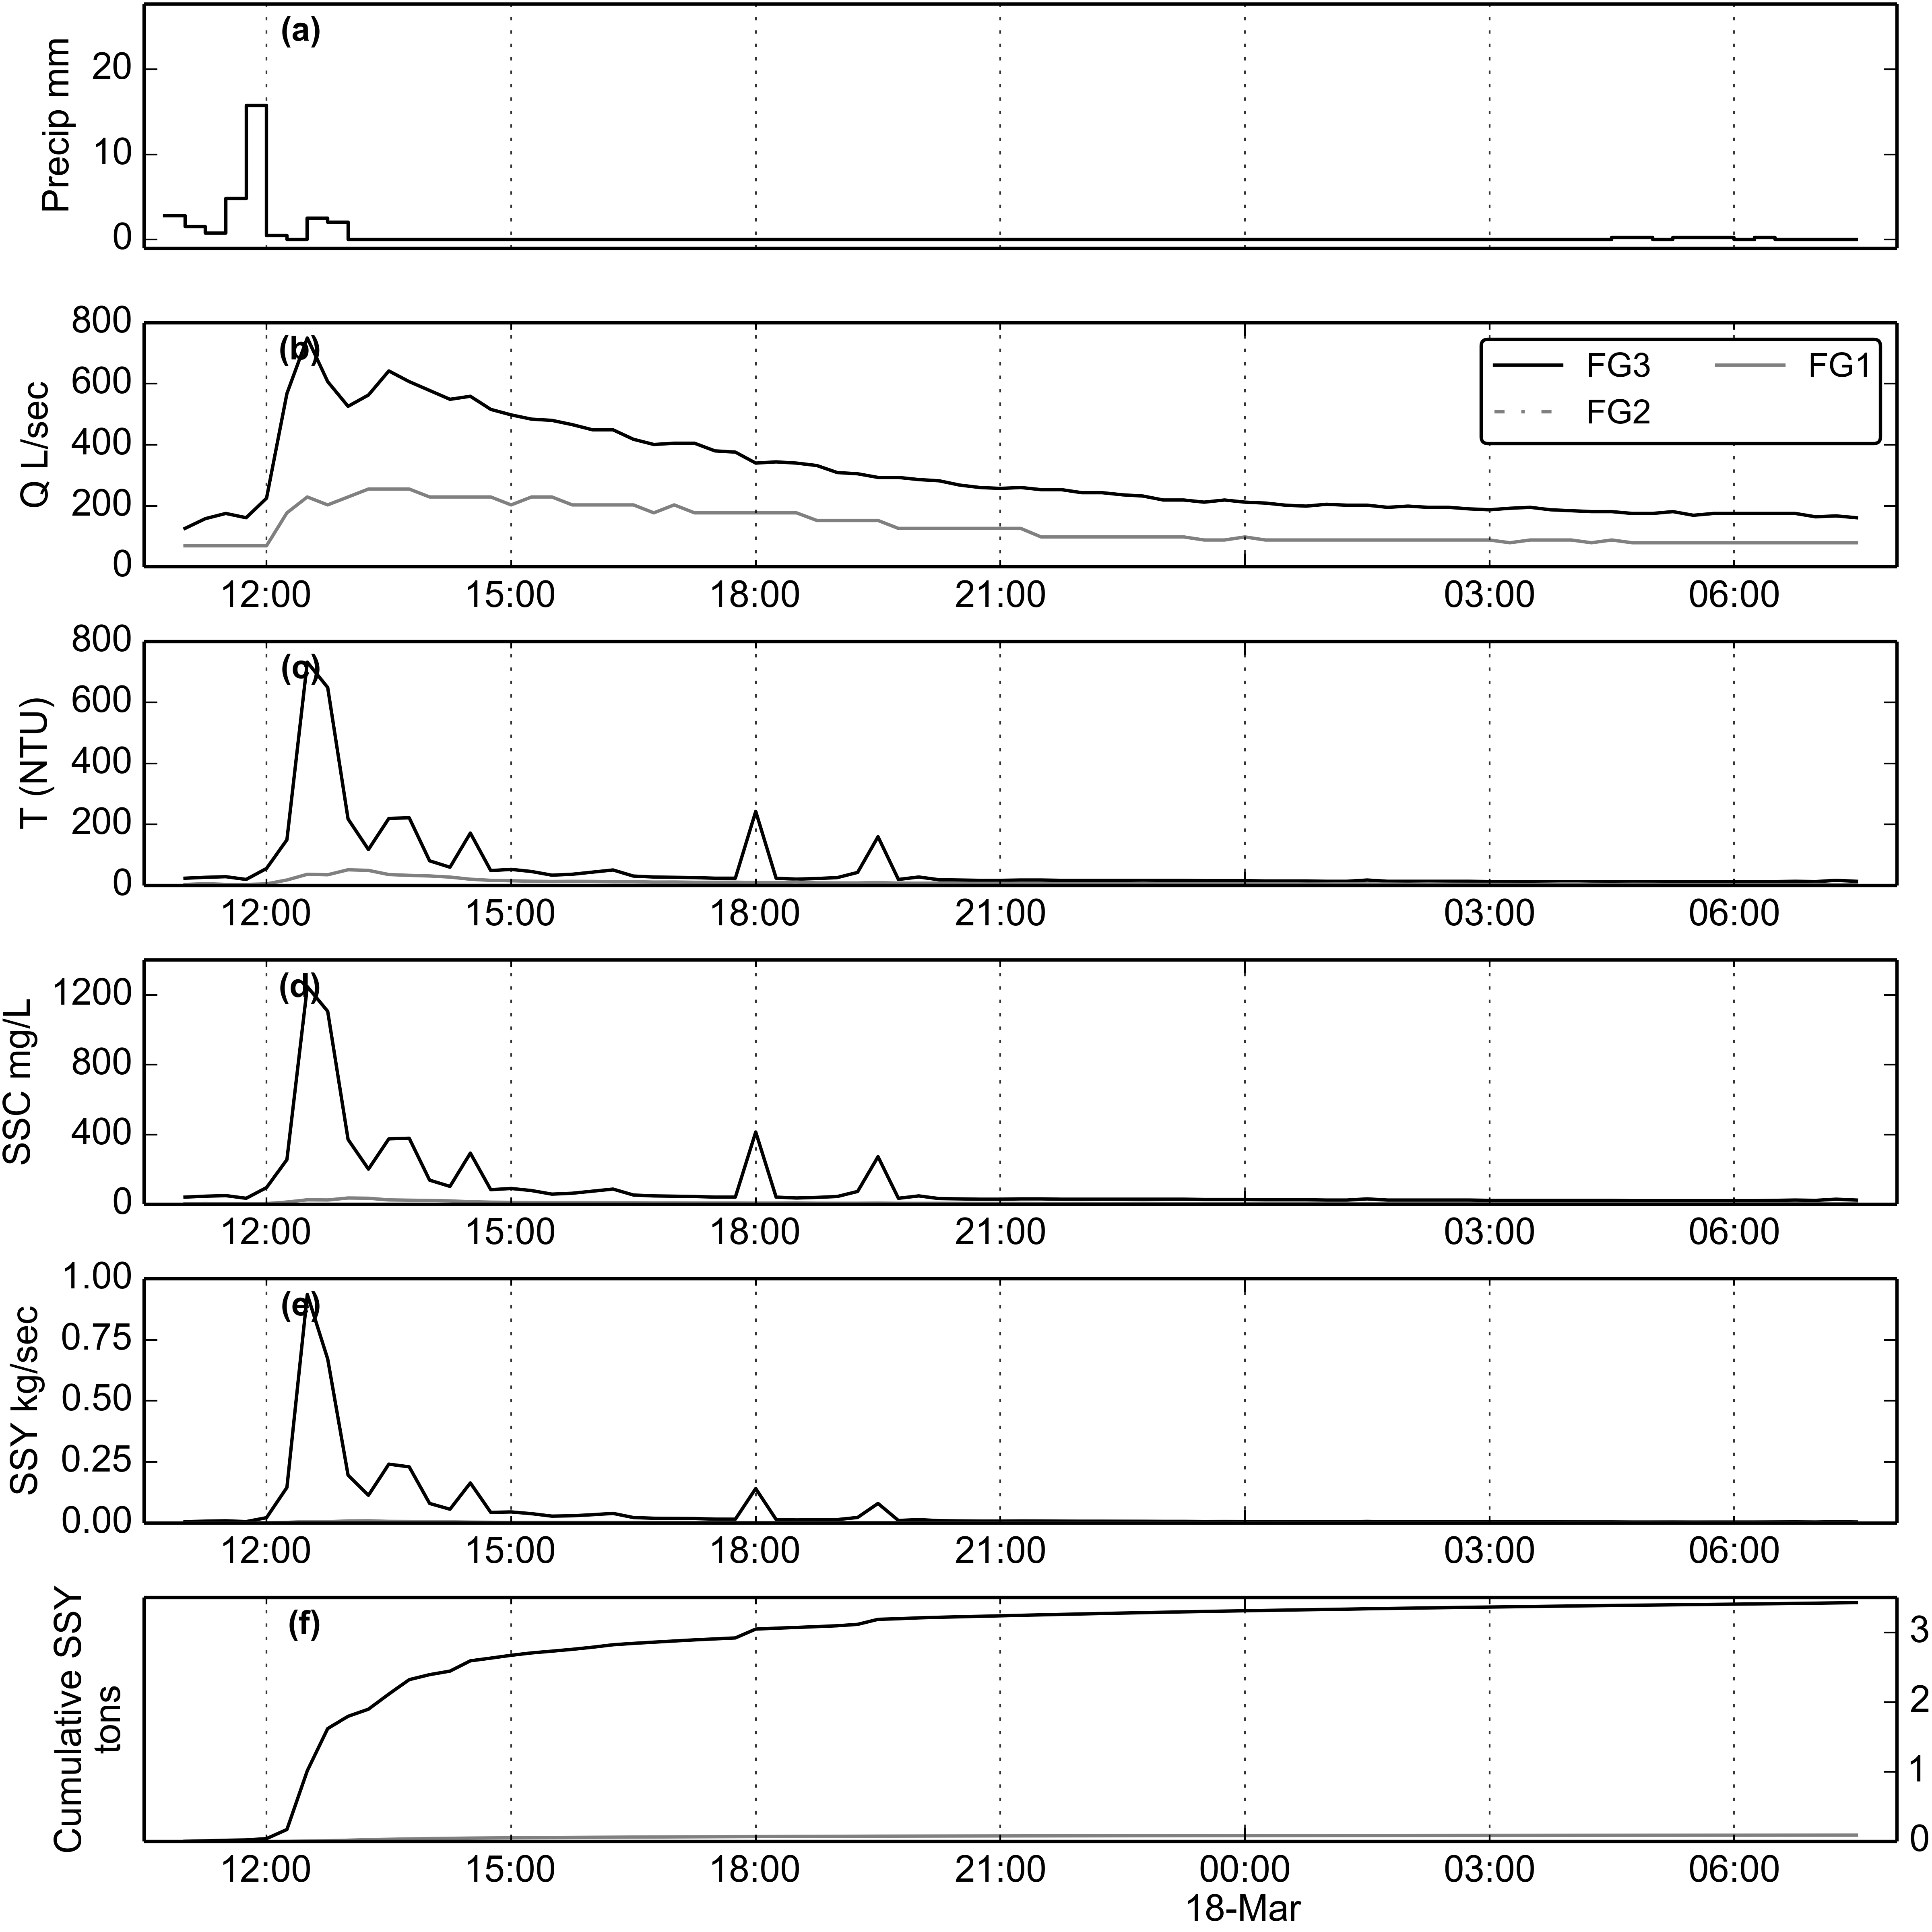 (a)
Precip mm
20
10
0
(b)
Q L/sec
800
600
400
200
0
FG3 FG1
FG2
12:00 15:00 18:00 21:00 03:00 06:00
(c)
T (NTU)
800
600
400
200
0
12:00 15:00 18:00 21:00 03:00 06:00
(d)
SSC mg/L
1200
800
400
0
12:00 15:00 18:00 21:00 03:00 06:00
(e)
SSY kg/sec
1.00
0.75
0.50
0.25
0.00
12:00 15:00 18:00 21:00 03:00 06:00
(f)
Cumulative SSY
tons
3
2
1
0
12:00 15:00 18:00 21:00 00:00 03:00 06:00
18-Mar